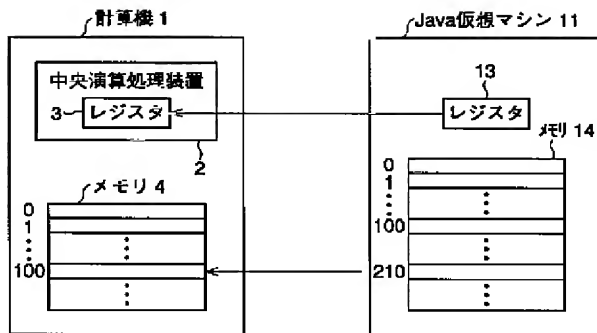 計算機 1
中央演算処理装置
3
レジスタ
2
メモリ 4
0
1
100
Java仮想マシン 11
13
レジスタ
メモリ 14
0
1
100
210